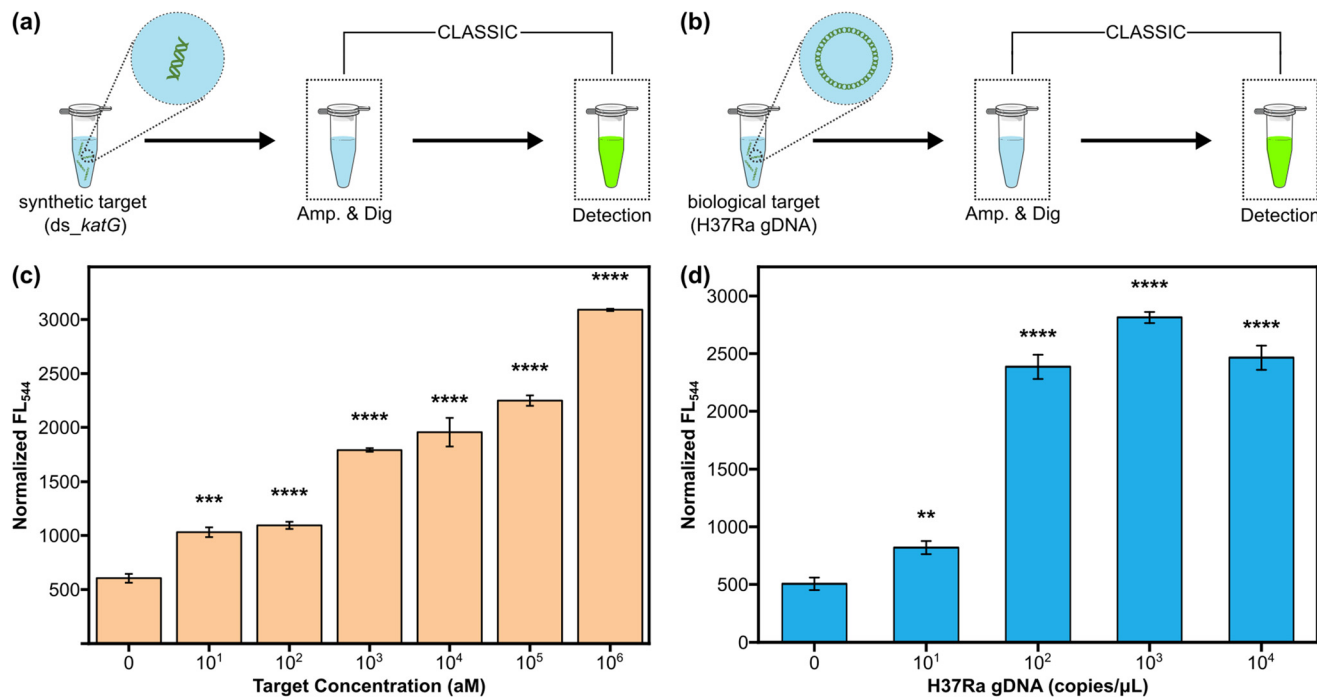 (a)
CLASSIC
synthetic target
(ds_katG)
Amp. & Dig
Detection
(b)
CLASSIC
biological target
(H37Ra gDNA)
Amp. & Dig
Detection
(c)
Normalized FL544
3000
2500
2000
1500
1000
500
***
****
****
****
****
****
0
10¹
10²
10³
10⁴
10⁵
10⁶
Target Concentration (aM)
(d)
Normalized FL544
3000
2500
2000
1500
1000
500
0
**
****
****
****
0
10¹
10²
10³
10⁴
H37Ra gDNA (copies/µL)